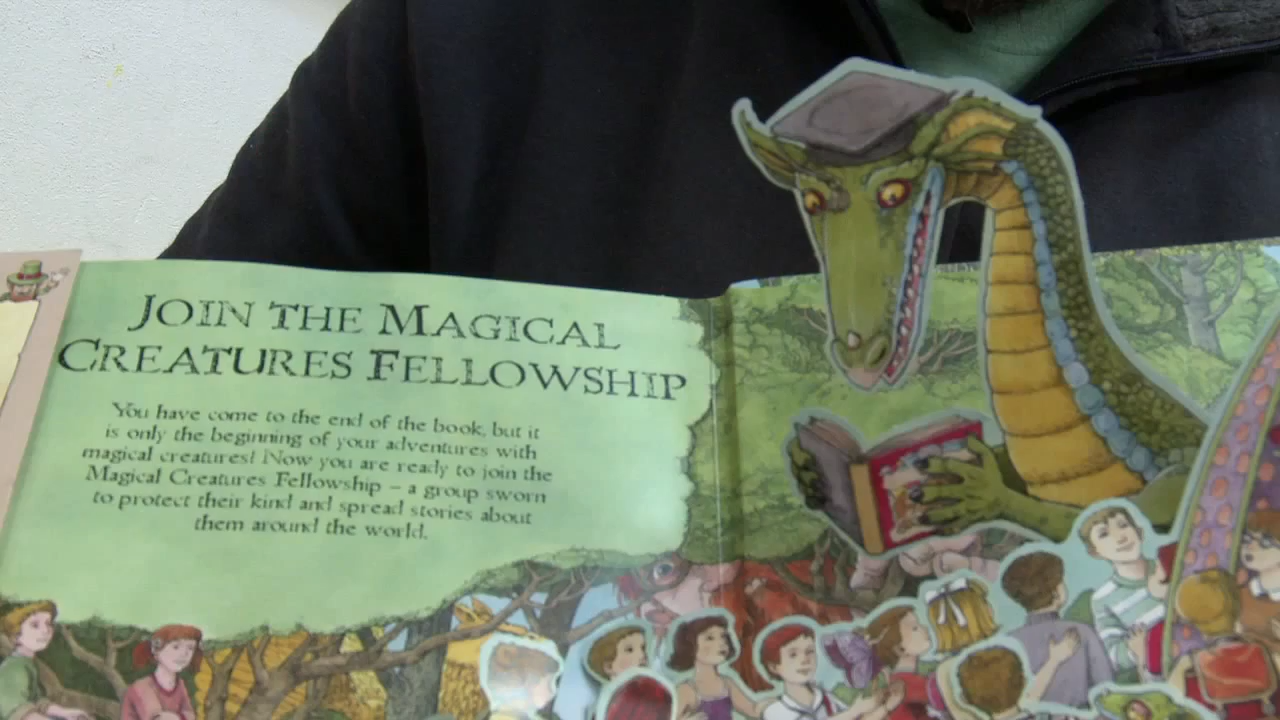 JOIN THE MAGICAL
CREATURES FELLOWSHIP
You have come to the end of the book, but it
is only the beginning of your adventures with
magical creatures! Now you are ready to join the
Magical Creatures Fellowship – a group sworn
to protect their kind and spread stories about
them around the world.